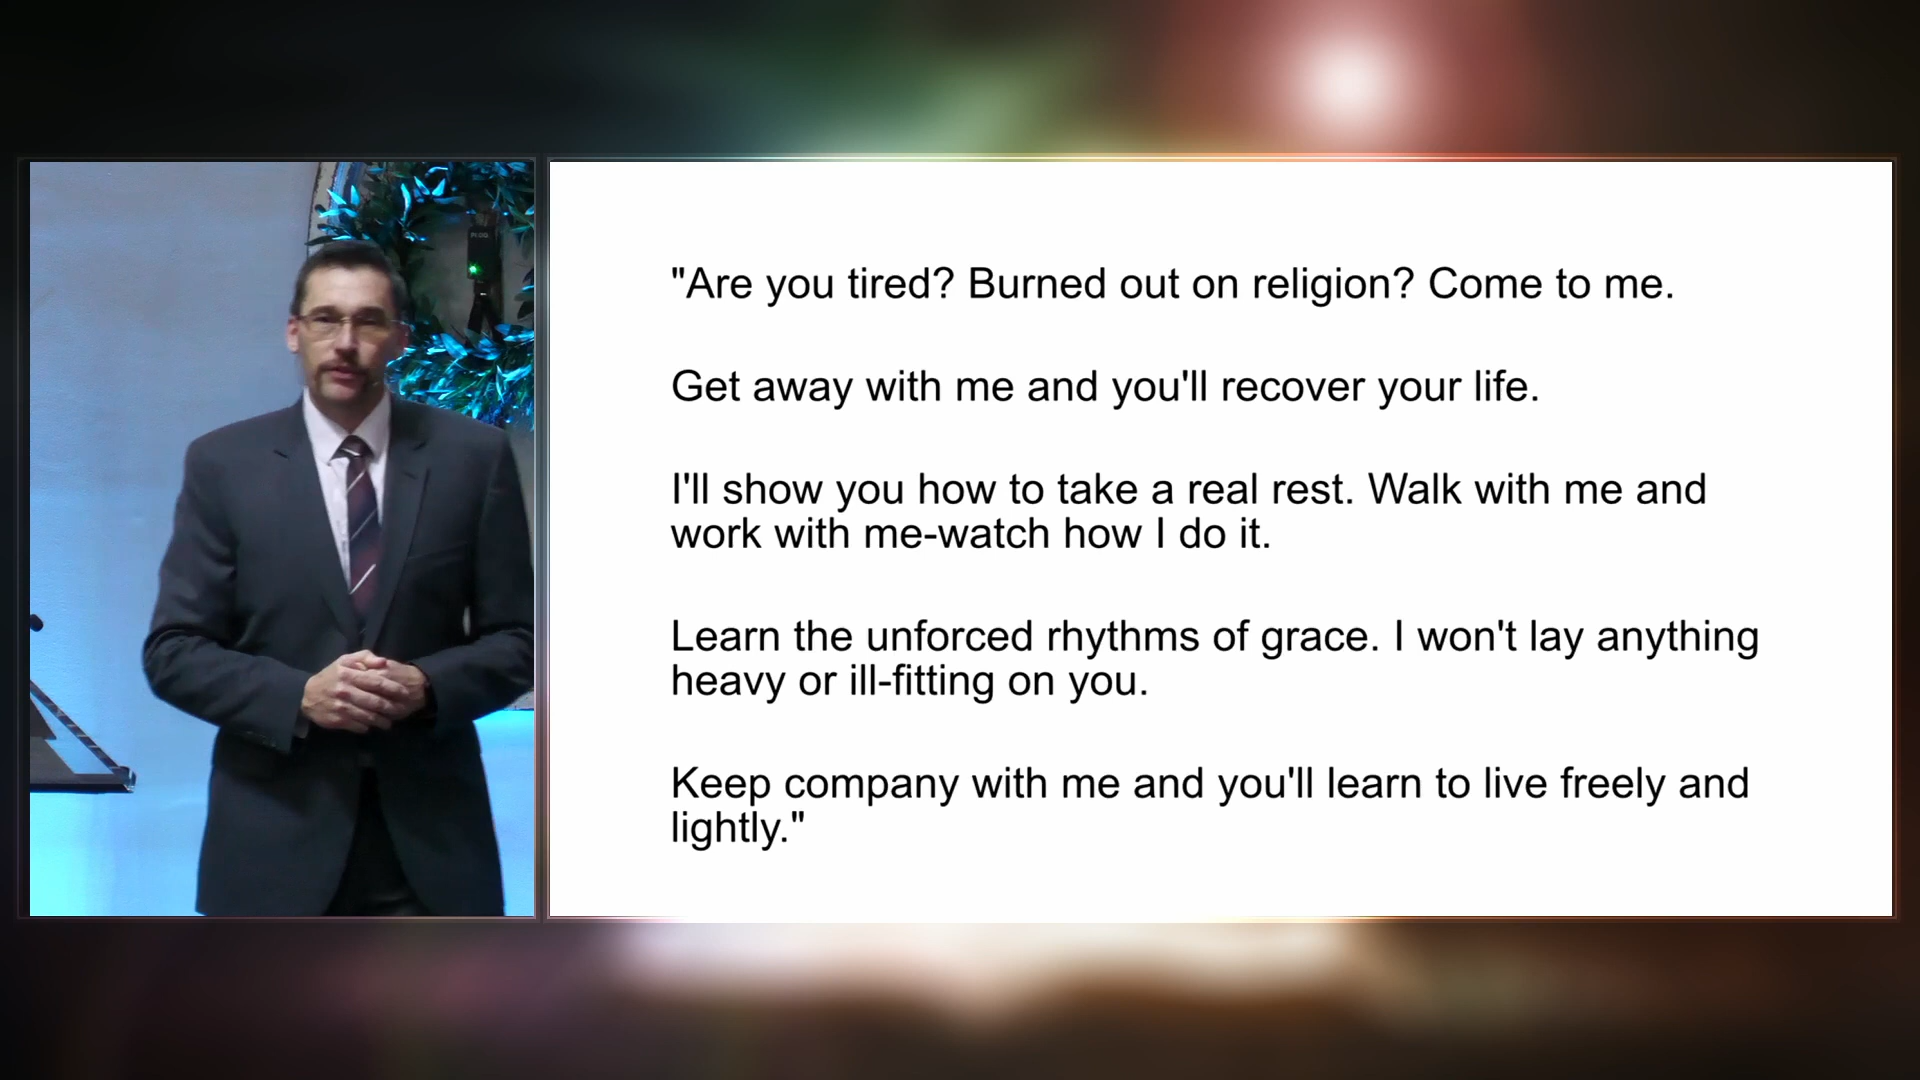 "Are you tired? Burned out on religion? Come to me.
Get away with me and you'll recover your life.
I'll show you how to take a real rest. Walk with me and
work with me-watch how I do it.
Learn the unforced rhythms of grace. I won't lay anything
heavy or ill-fitting on you.
Keep company with me and you'll learn to live freely and
lightly."